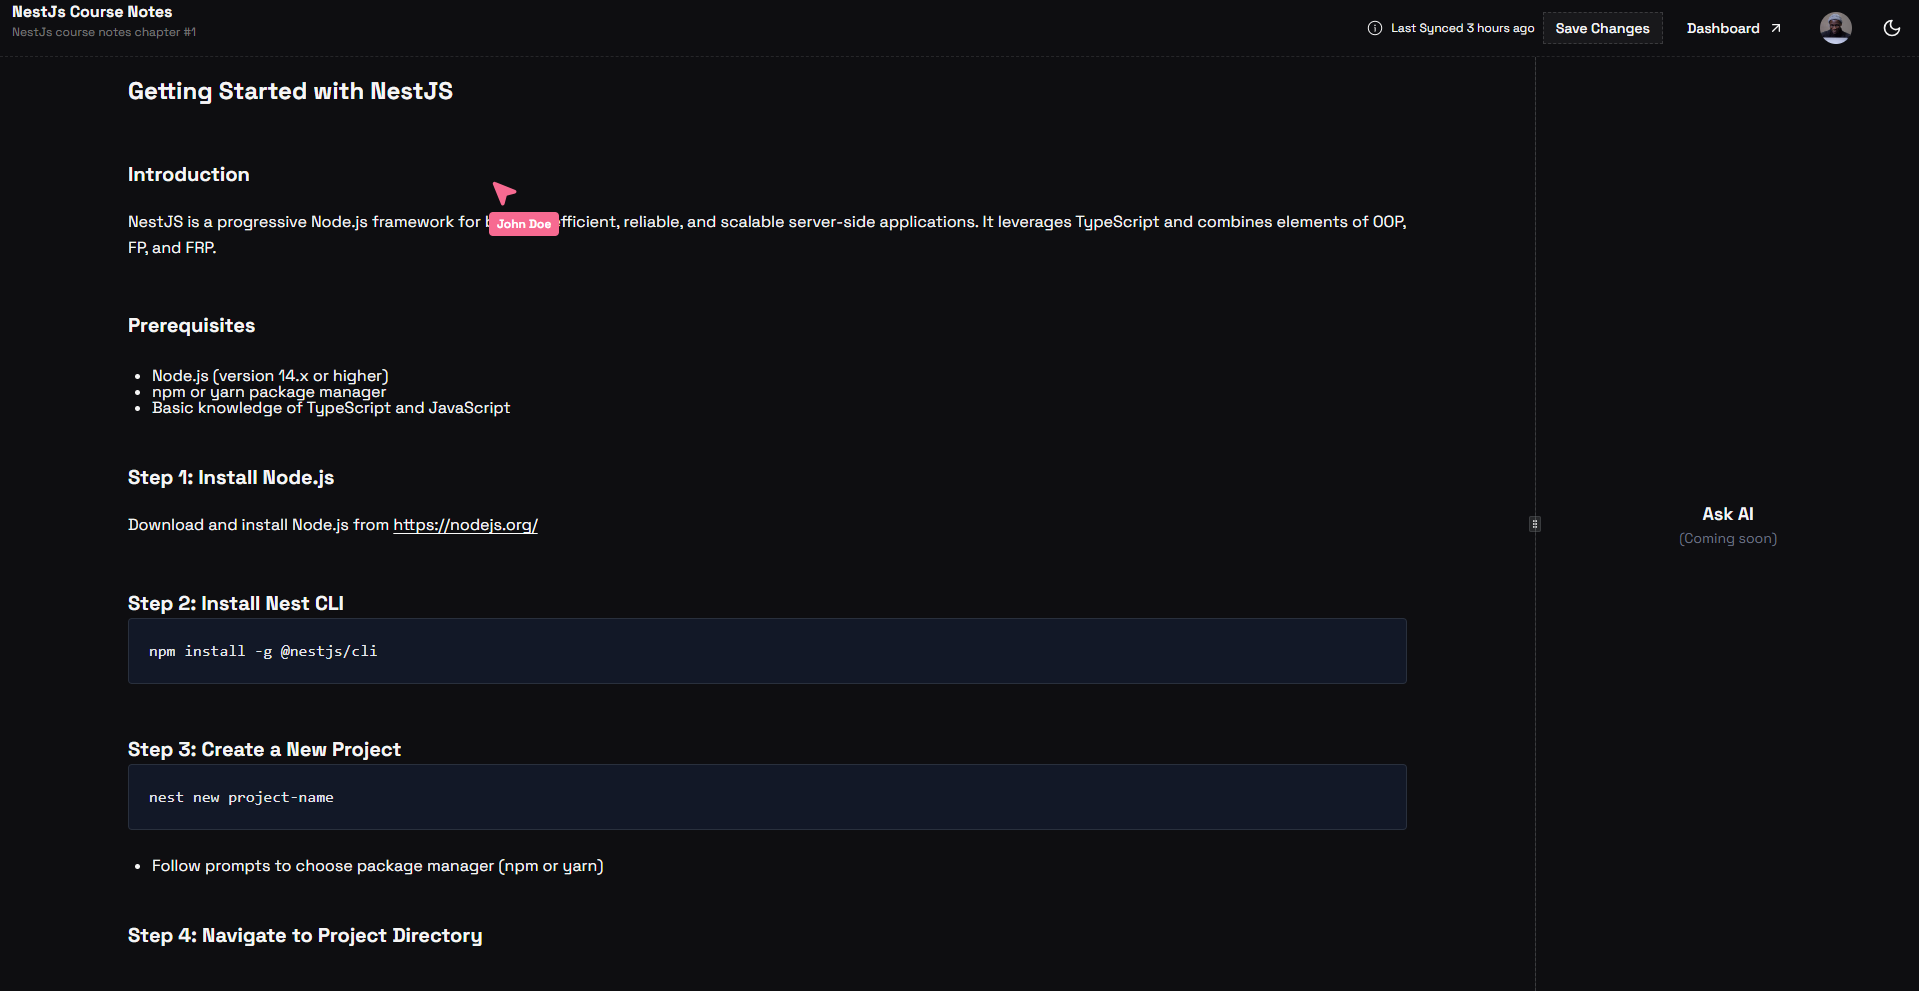 NestJs Course Notes
NestJs course notes chapter #1
Last Synced 3 hours ago
Save Changes
Dashboard
Getting Started with NestJS
Introduction
NestJS is a progressive Node.js framework for efficient, reliable, and scalable server-side applications. It leverages TypeScript and combines elements of OOP,
John Doe
FP, and FRP.
Prerequisites
• Node.js (version 14.x or higher)
• npm or yarn package manager
• Basic knowledge of TypeScript and JavaScript
Step 1: Install Node.js
Download and install Node.js from https://nodejs.org/
Ask AI
(Coming soon)
Step 2: Install Nest CLI
npm install -g @nestjs/cli
Step 3: Create a New Project
nest new project-name
• Follow prompts to choose package manager (npm or yarn)
Step 4: Navigate to Project Directory